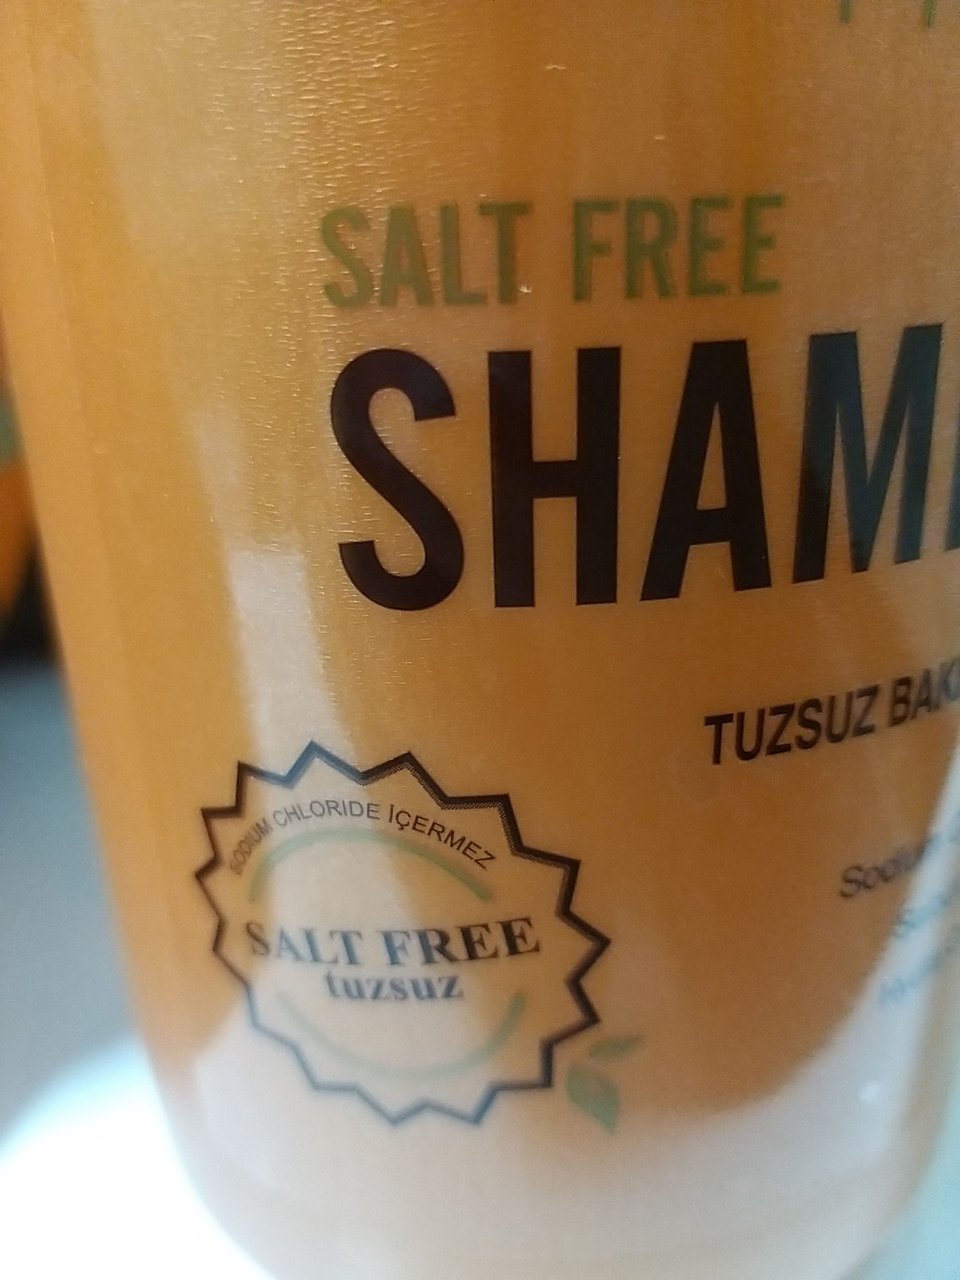 SALT FREE
SHAM
TUZSUZ BAK
SODIUM CHLORIDE İÇERMEZ
SALT FREE
tuzsuz